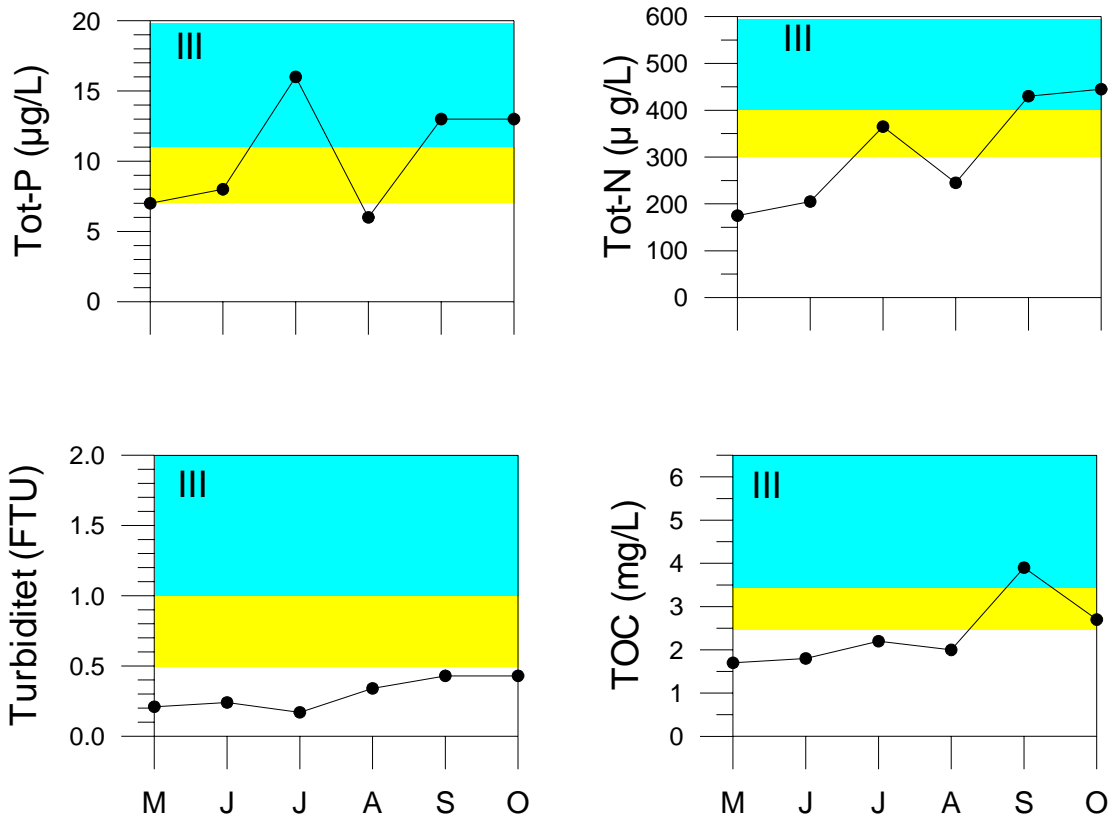 Tot-P (µg/L)
20
15
10
5
0
III
Tot-N (µ g/L)
600
500
400
300
200
100
0
III
Turbiditet (FTU)
2.0
1.5
1.0
0.5
0.0
III
M J J A S O
TOC (mg/L)
6
5
4
3
2
1
0
III
M J J A S O